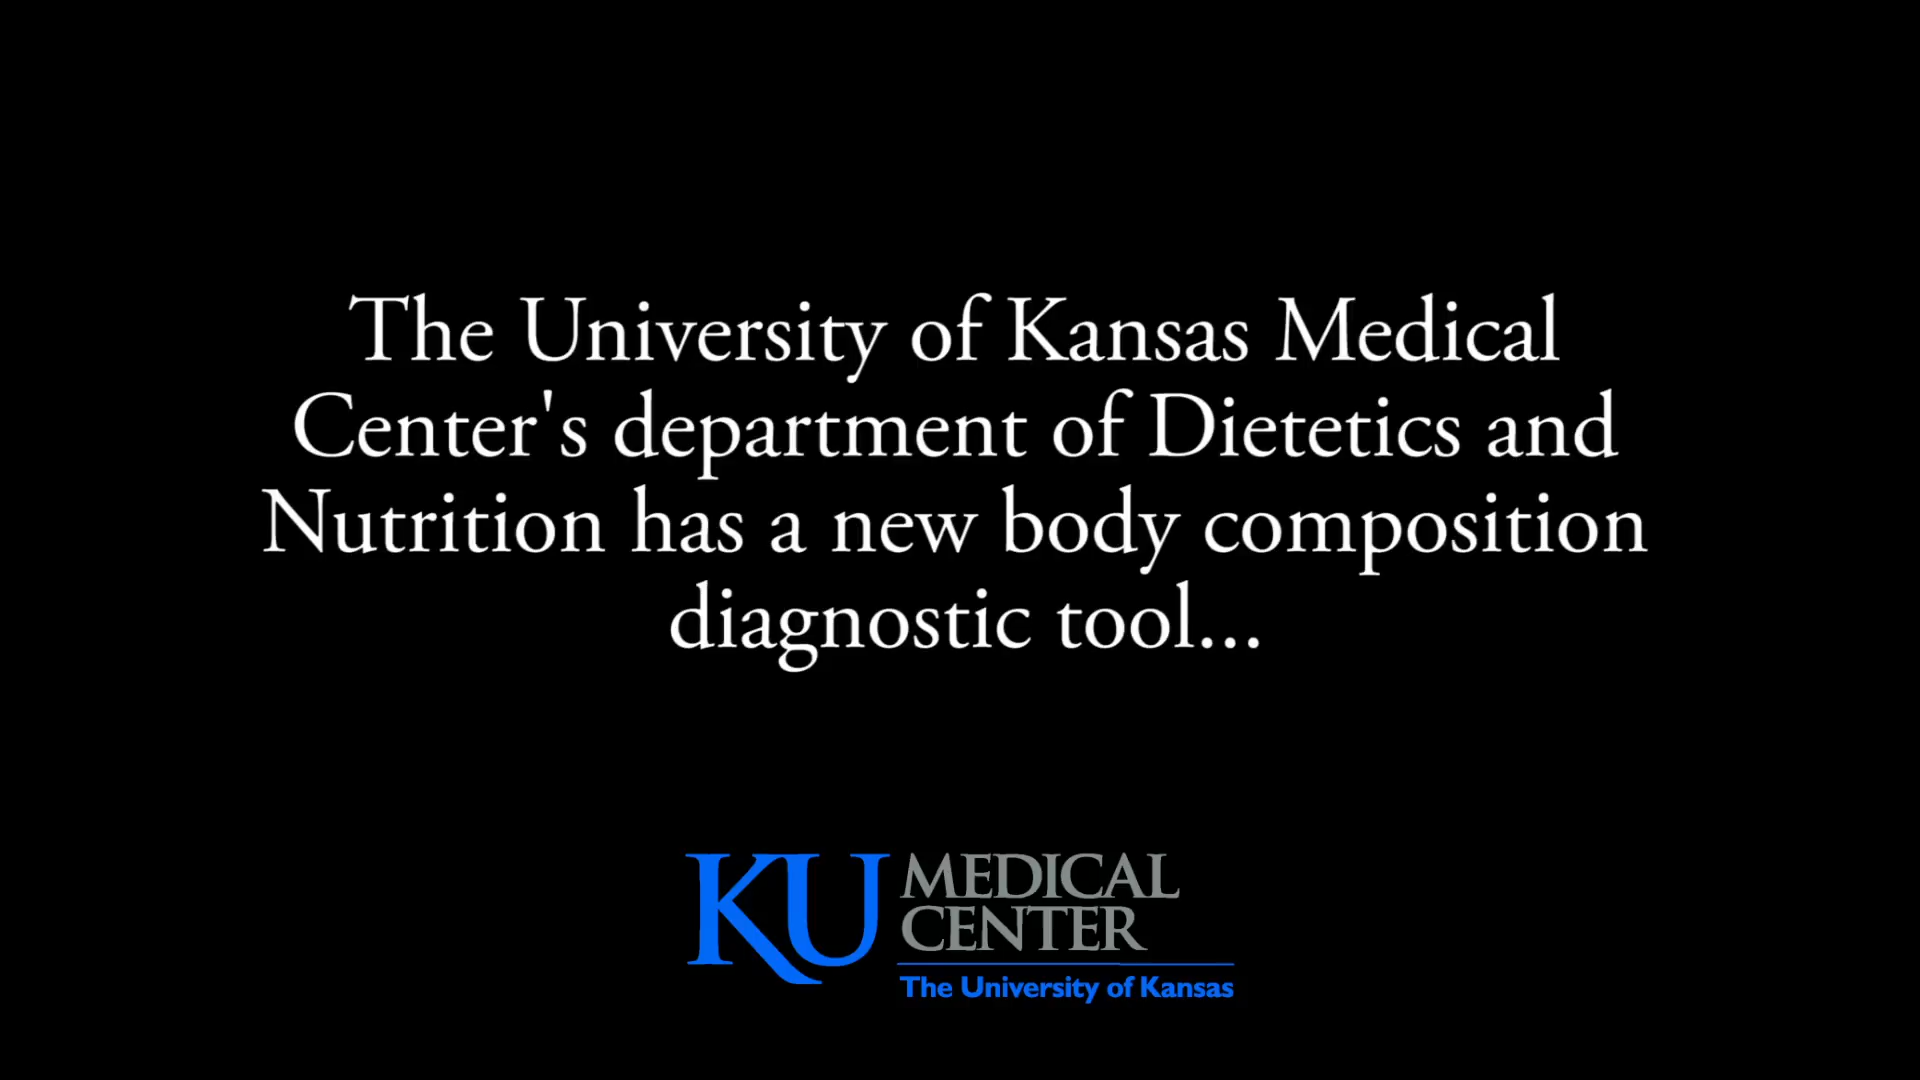 The University of Kansas Medical
Center's department of Dietetics and
Nutrition has a new body composition
diagnostic tool...
KU MEDICAL
CENTER
The University of Kansas